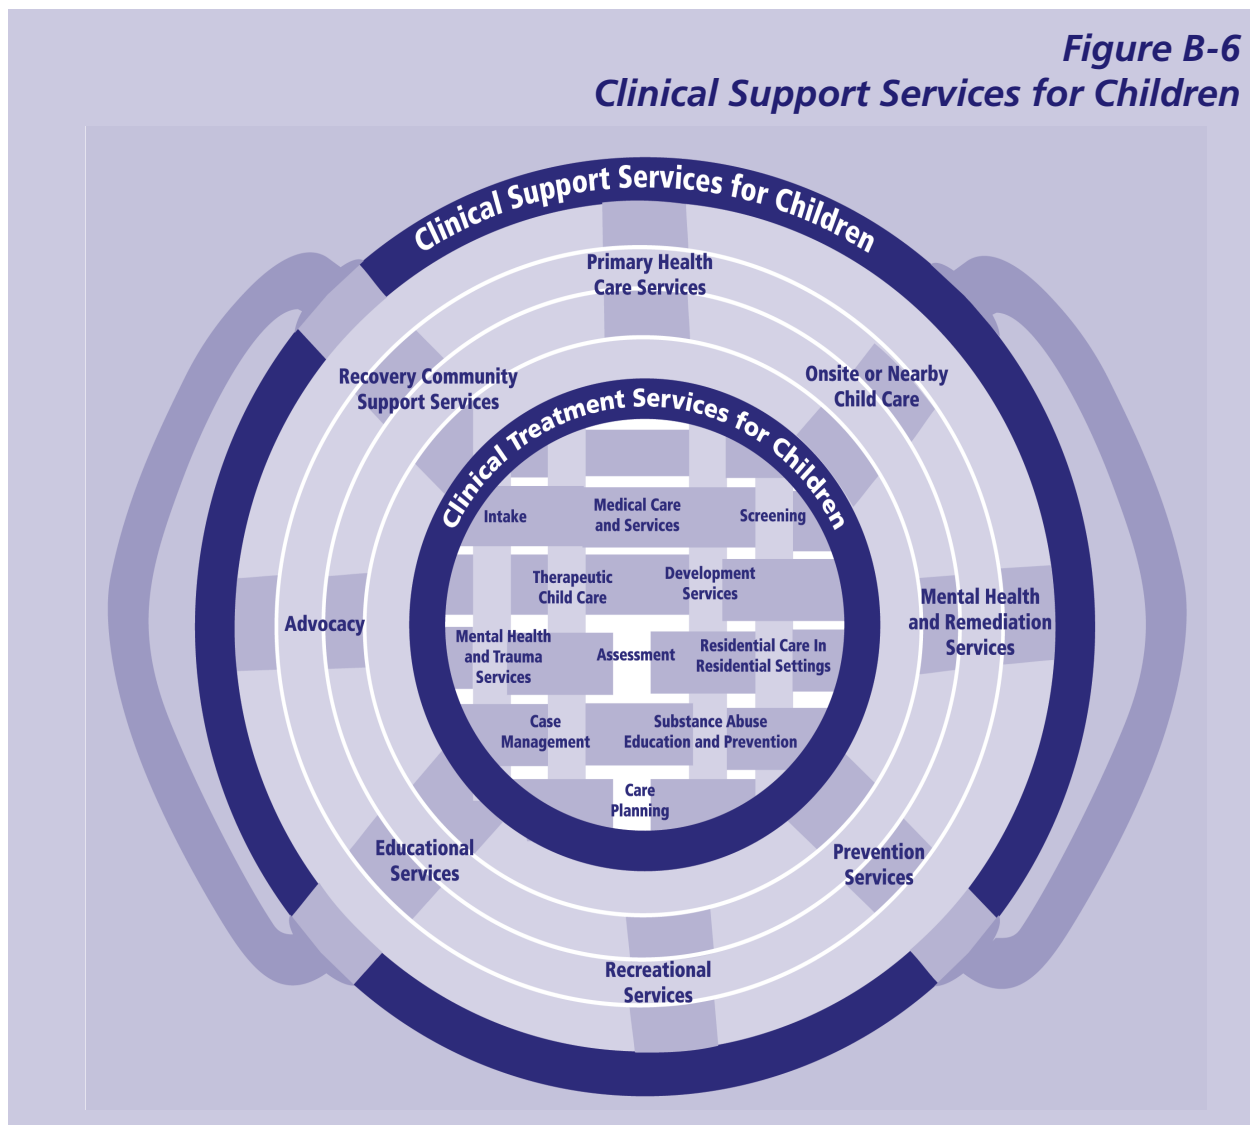 Figure B-6
Clinical Support Services for Children
Clinical Support Services for Children
Primary Health
Care Services
Recovery Community
Support Services
Onsite or Nearby
Child Care
Clinical Treatment Services for Children
Intake
Medical Care
and Services
Screening
Therapeutic
Child Care
Development
Services
Advocacy
Mental Health
and Remediation
Services
Mental Health
and Trauma
Services
Assessment
Residential Care In
Residential Settings
Case
Management
Substance Abuse
Education and Prevention
Care
Planning
Educational
Services
Prevention
Services
Recreational
Services